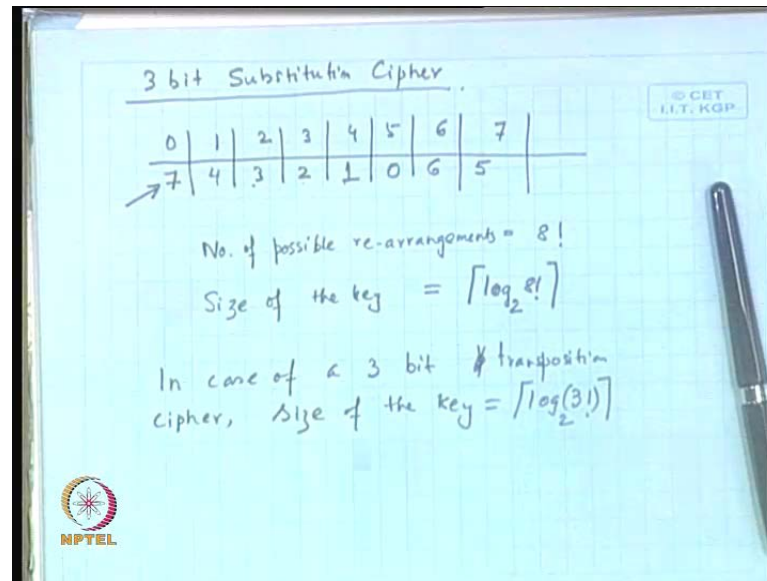 3 bit Substitution Cipher.
© CET
I.I.T. KGP
0 | 1 | 2 | 3 | 4 | 5 | 6 | 7 |
7 | 4 | 3 | 2 | 1 | 0 | 6 | 5 |
No. of possible re-arrangements = 8!
Size of the key = ⌈log₂ 8!⌉
In case of a 3 bit transposition
cipher, size of the key = ⌈log₂(3!)⌉
NPTEL